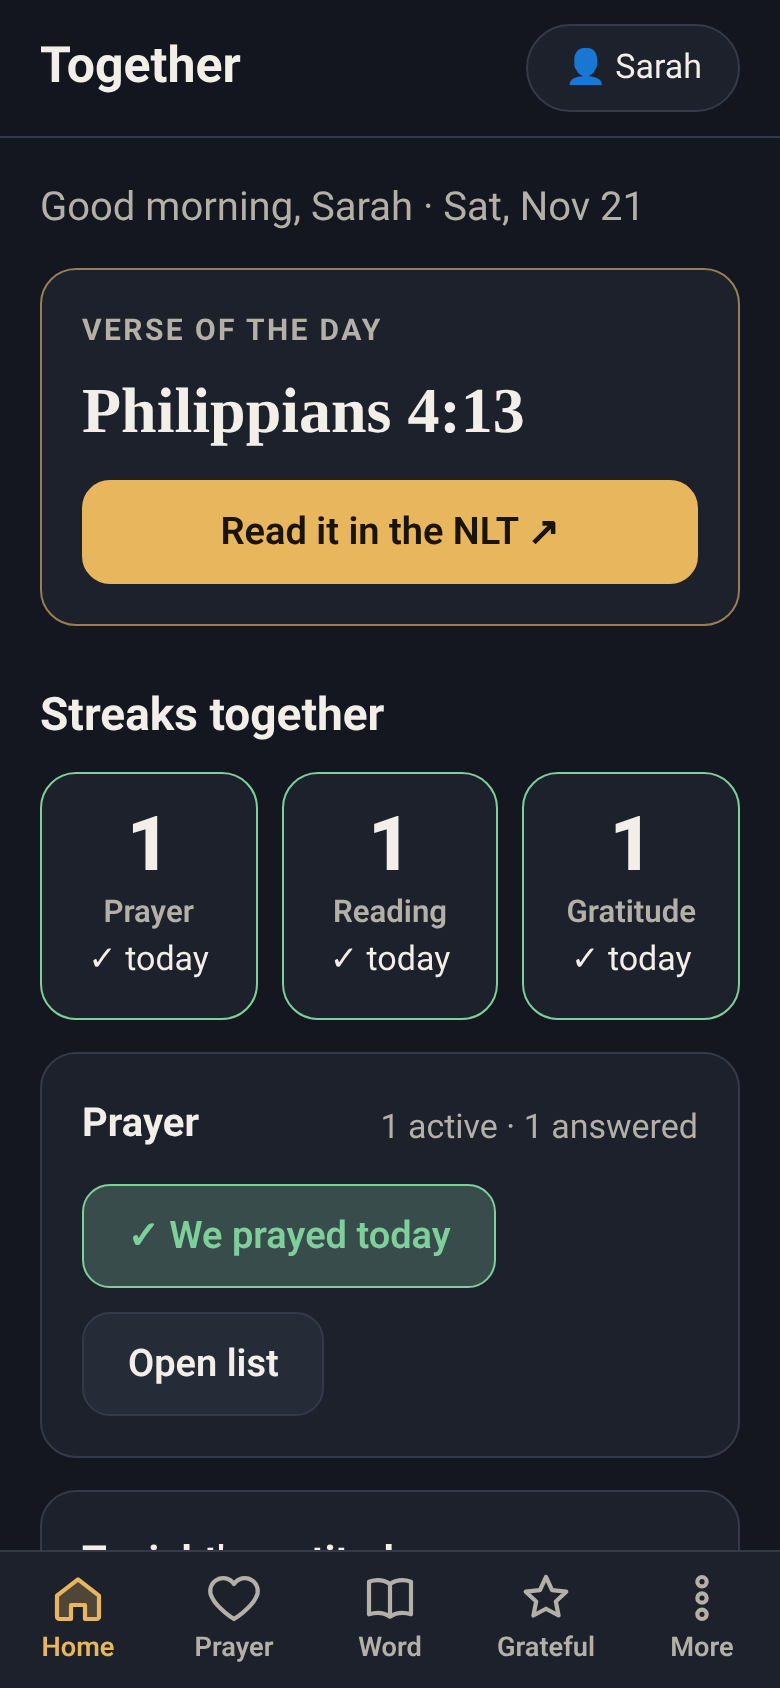 Together
👤 Sarah
Good morning, Sarah · Sat, Nov 21
VERSE OF THE DAY
Philippians 4:13
Read it in the NLT ↗
Streaks together
1
Prayer
✓ today
1
Reading
✓ today
1
Gratitude
✓ today
Prayer
1 active · 1 answered
✓ We prayed today
Open list
Home
Prayer
Word
Grateful
More